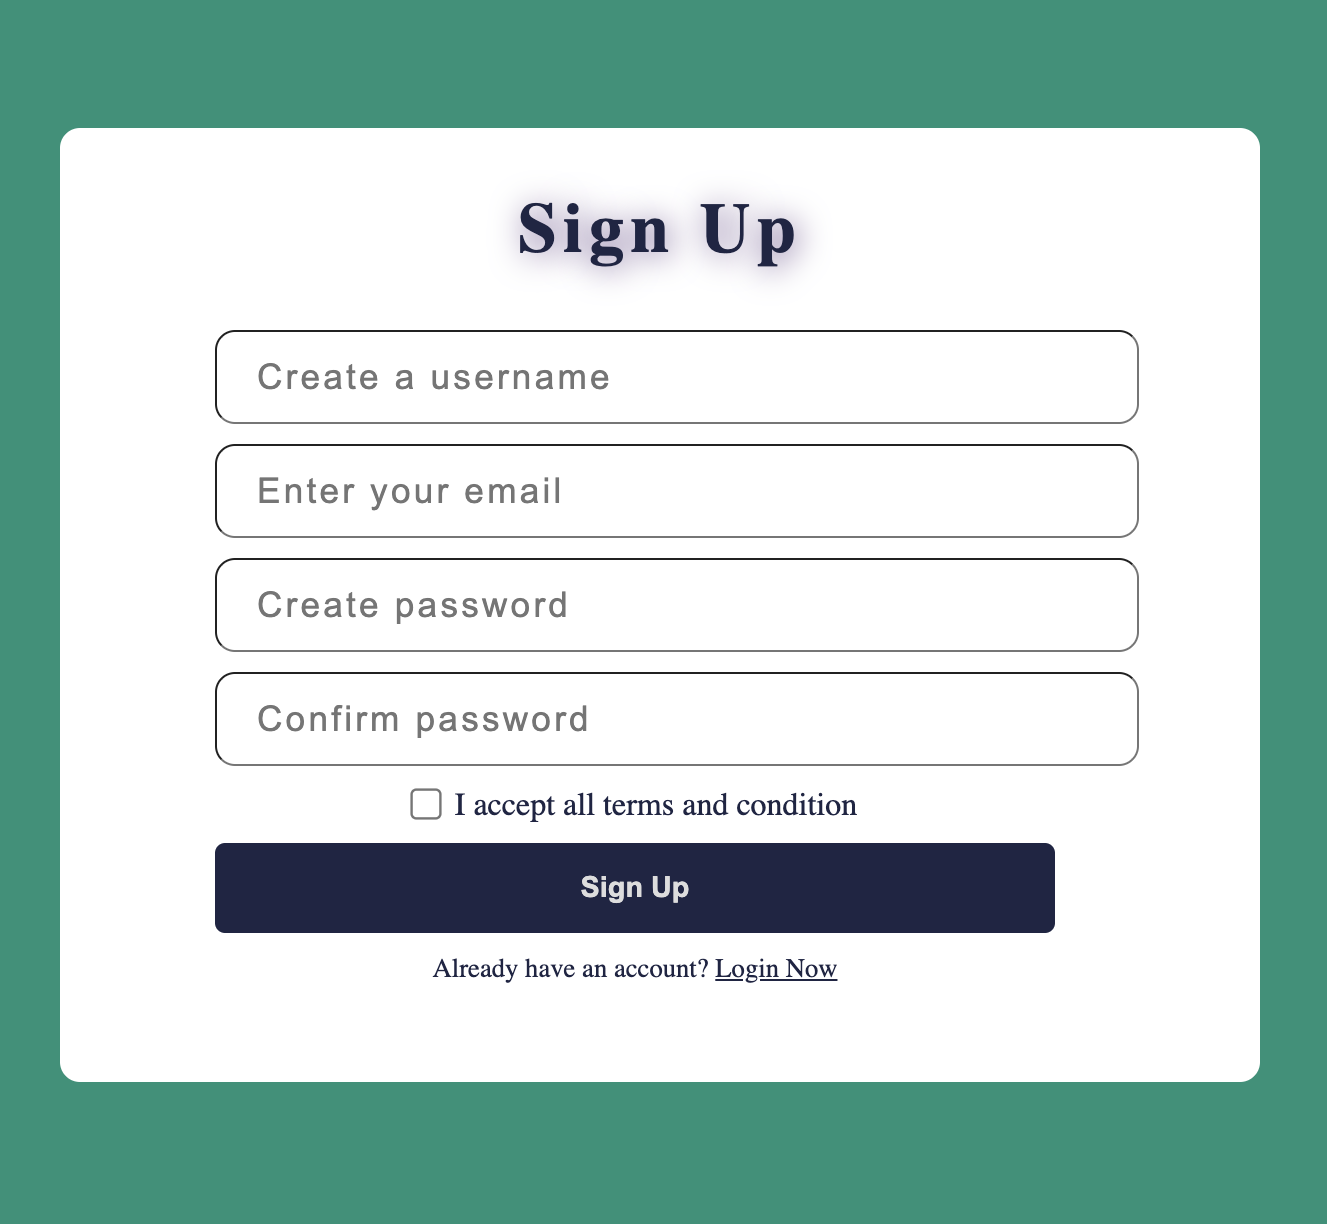 Sign Up
Create a username
Enter your email
Create password
Confirm password
I accept all terms and condition
Sign Up
Already have an account? Login Now